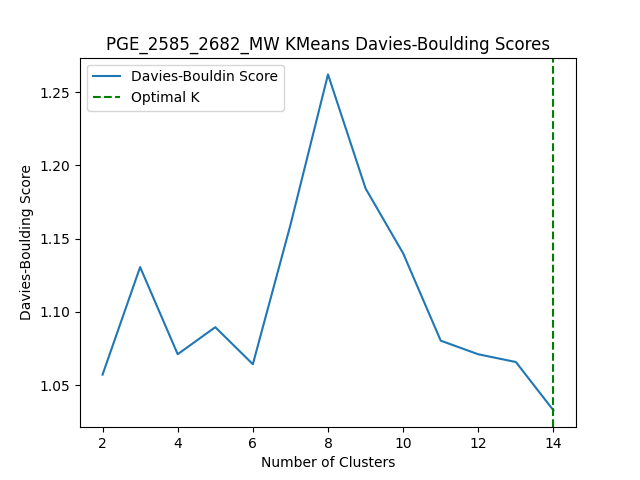 PGE_2585_2682_MW KMeans Davies-Boulding Scores
Davies-Bouldin Score
Optimal K
Davies-Boulding Score
1.25
1.20
1.15
1.10
1.05
2 4 6 8 10 12 14
Number of Clusters